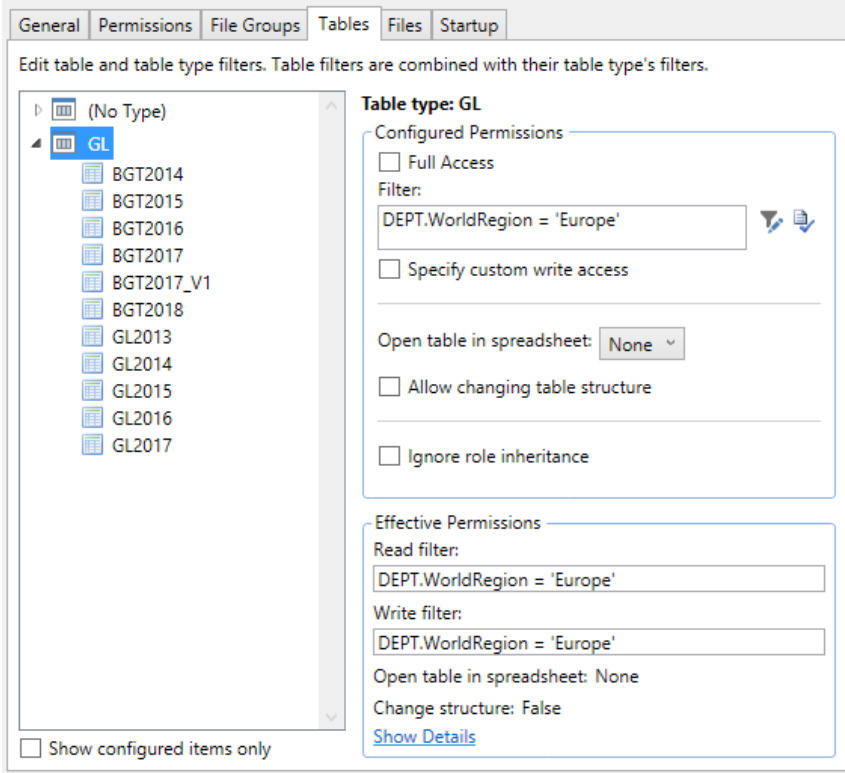 General Permissions File Groups Tables Files Startup
Edit table and table type filters. Table filters are combined with their table type's filters.
(No Type)
GL
BGT2014
BGT2015
BGT2016
BGT2017
BGT2017_V1
BGT2018
GL2013
GL2014
GL2015
GL2016
GL2017
Show configured items only
Table type: GL
Configured Permissions
Full Access
Filter:
DEPT.WorldRegion = 'Europe'
Specify custom write access
Open table in spreadsheet: None
Allow changing table structure
Ignore role inheritance
Effective Permissions
Read filter:
DEPT.WorldRegion = 'Europe'
Write filter:
DEPT.WorldRegion = 'Europe'
Open table in spreadsheet: None
Change structure: False
Show Details